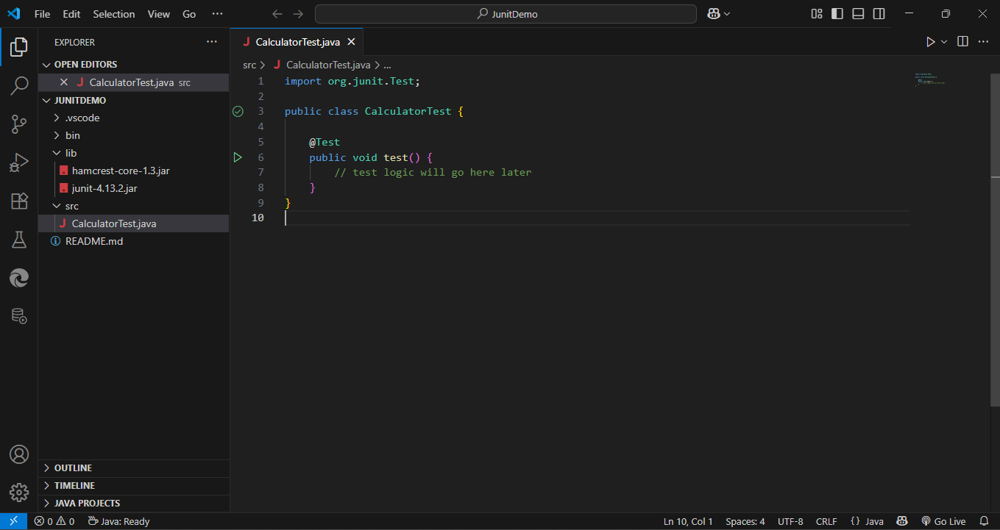 File Edit Selection View Go ···
JunitDemo
EXPLORER ···
OPEN EDITORS
CalculatorTest.java src
JUNITDEMO
.vscode
bin
lib
hamcrest-core-1.3.jar
junit-4.13.2.jar
src
J CalculatorTest.java
README.md
OUTLINE
TIMELINE
JAVA PROJECTS
J CalculatorTest.java
src > J CalculatorTest.java > ...
1 import org.junit.Test;
2
3 public class CalculatorTest {
4
5 @Test
6 public void test() {
7 // test logic will go here later
8 }
9 }
10
0 0 Java: Ready
Ln 10, Col 1 Spaces: 4 UTF-8 CRLF {} Java Go Live